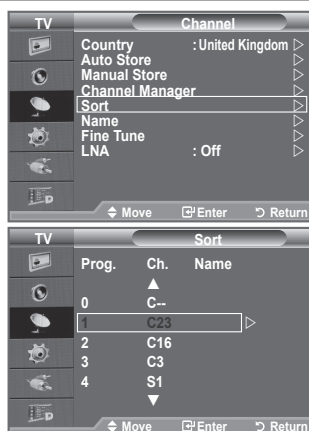 TV Channel
Country : United Kingdom
Auto Store
Manual Store
Channel Manager
Sort
Name
Fine Tune
LNA : Off
Move Enter Return
TV Sort
Prog. Ch. Name
0 C--
1 C23
2 C16
3 C3
4 S1
Move Enter Return